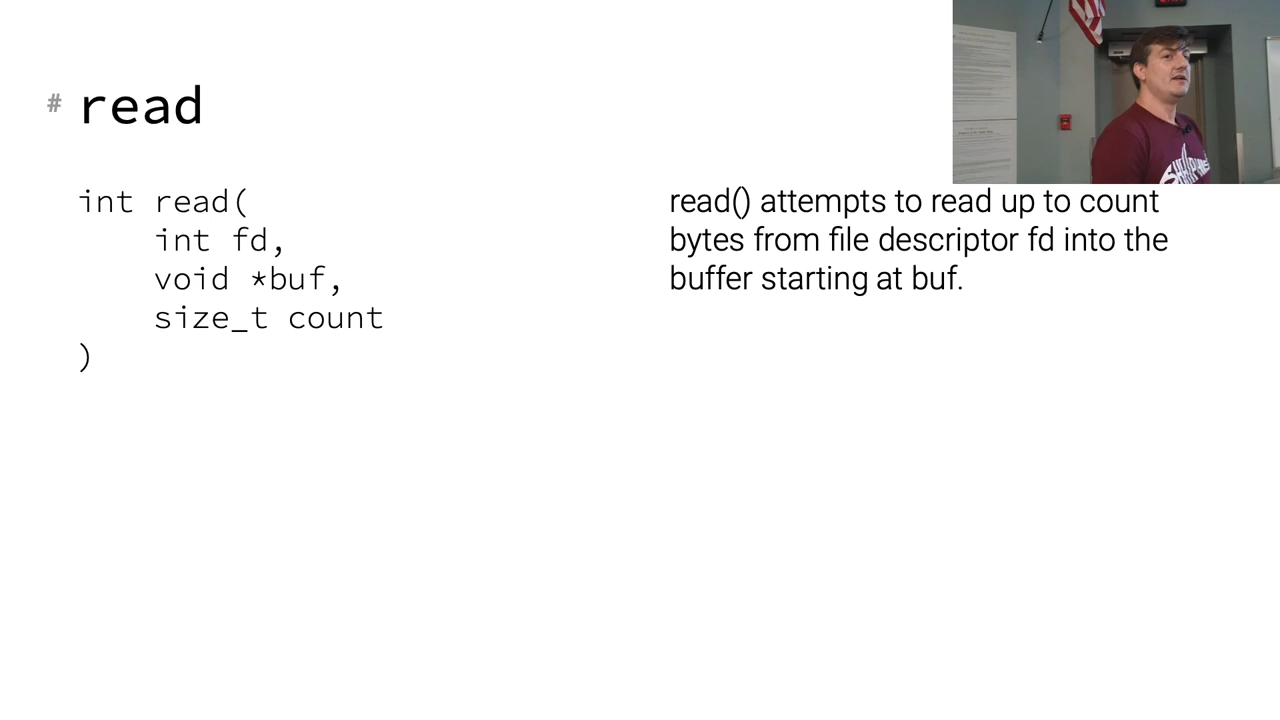 # read
int read(
int fd,
void *buf,
size_t count
)
read() attempts to read up to count
bytes from file descriptor fd into the
buffer starting at buf.